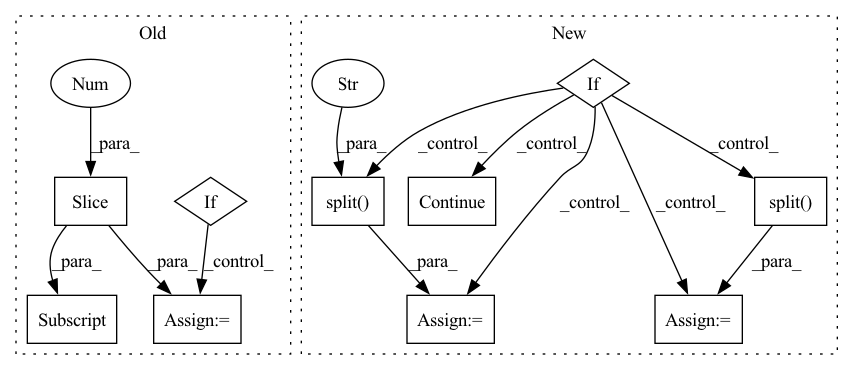 Old
New
Num
Str
If
_para_
_para_
_control_
_control_
_control_
Slice
If
split()
Continue
split()
_control_
_control_
_para_
_para_
_control_
_para_
_para_
Subscript
Assign:=
Assign:=
Assign:=